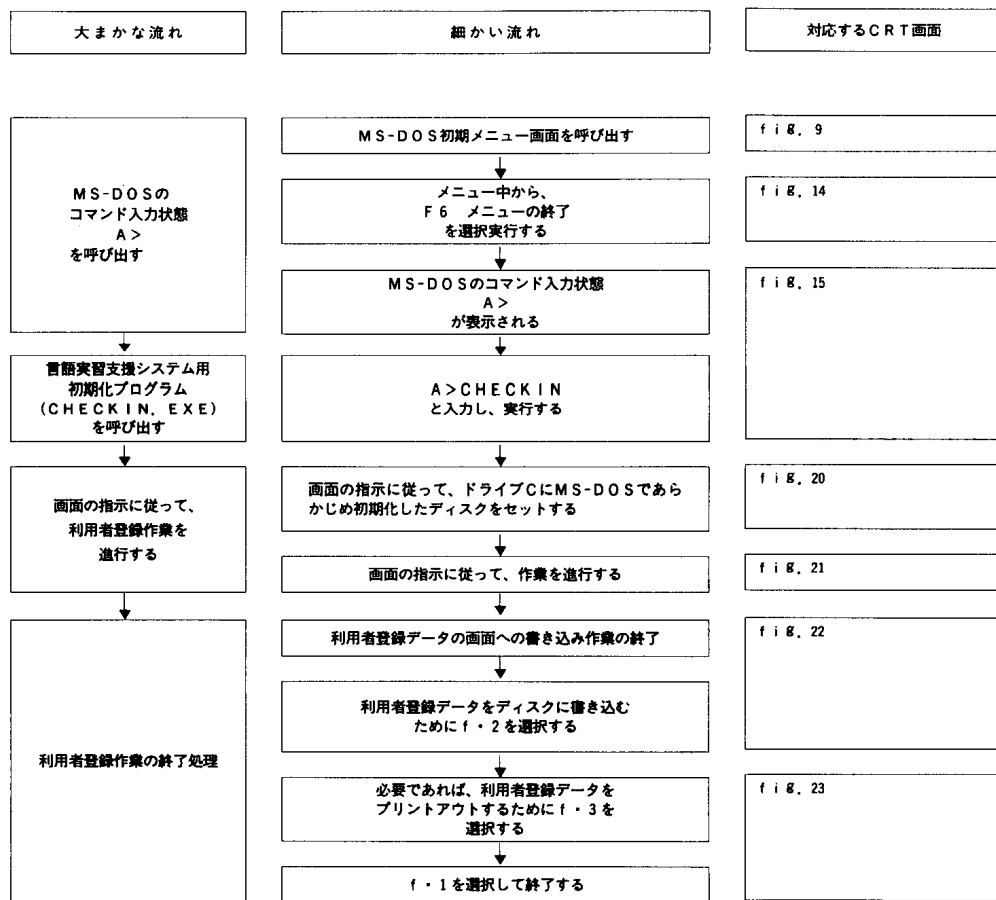 大まかな流れ
細かい流れ
対応するCRT画面
MS-DOSの
コマンド入力状態
A>
を呼び出す
言語実習支援システム用
初期化プログラム
(CHECKIN.EXE)
を呼び出す
画面の指示に従って、
利用者登録作業を
進行する
利用者登録作業の終了処理
MS-DOS初期メニュー画面を呼び出す
メニュー中から、
F6 メニューの終了
を選択実行する
MS-DOSのコマンド入力状態
A>
が表示される
A>CHECKIN
と入力し、実行する
画面の指示に従って、ドライブCにMS-DOSであら
かじめ初期化したディスクをセットする
画面の指示に従って、作業を進行する
利用者登録データの画面への書き込み作業の終了
利用者登録データをディスクに書き込む
ためにf・2を選択する
必要であれば、利用者登録データを
プリントアウトするためにf・3を
選択する
f・1を選択して終了する
fig. 9
fig. 14
fig. 15
fig. 20
fig. 21
fig. 22
fig. 23